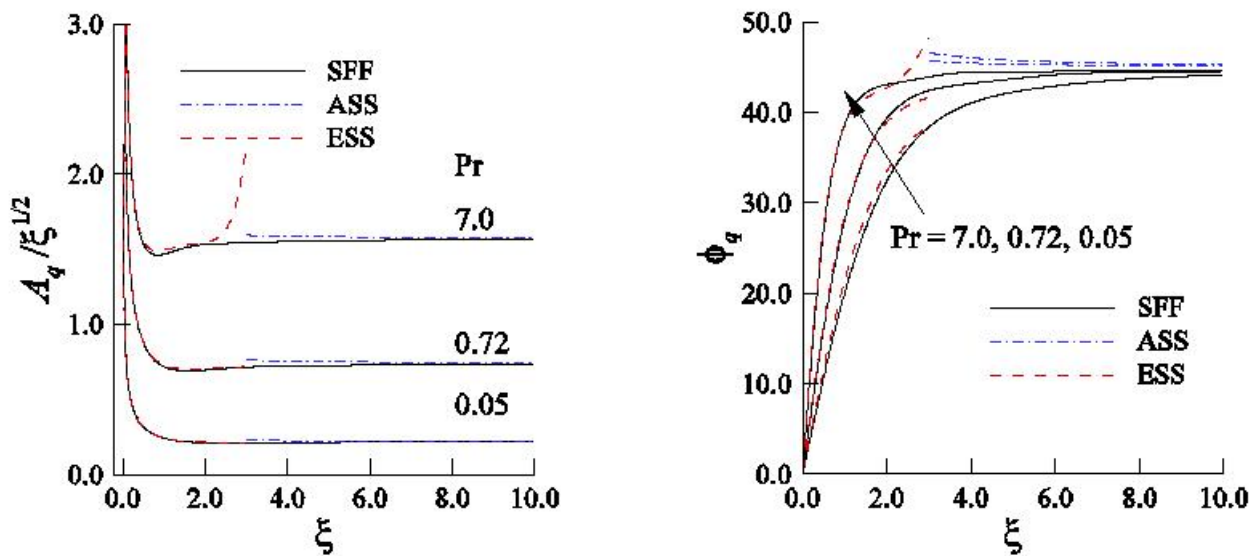 3.0
SFF
ASS
ESS
2.0
Pr
7.0
A_q/ξ^{1/2}
1.0
0.72
0.05
0.0
0.0 2.0 4.0 6.0 8.0 10.0
ξ
50.0
40.0
30.0
Pr = 7.0, 0.72, 0.05
ϕ_q
20.0
SFF
ASS
10.0
ESS
0.0
0.0 2.0 4.0 6.0 8.0 10.0
ξ